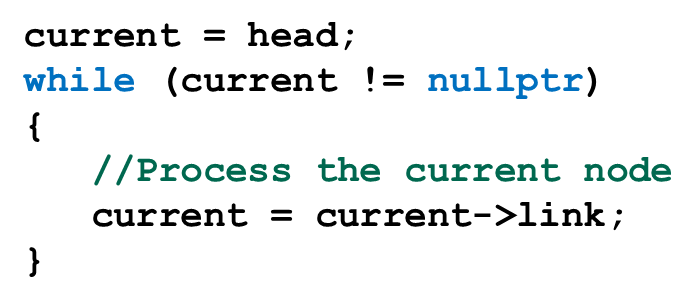 current = head;
while (current != nullptr)
{
//Process the current node
current = current->link;
}